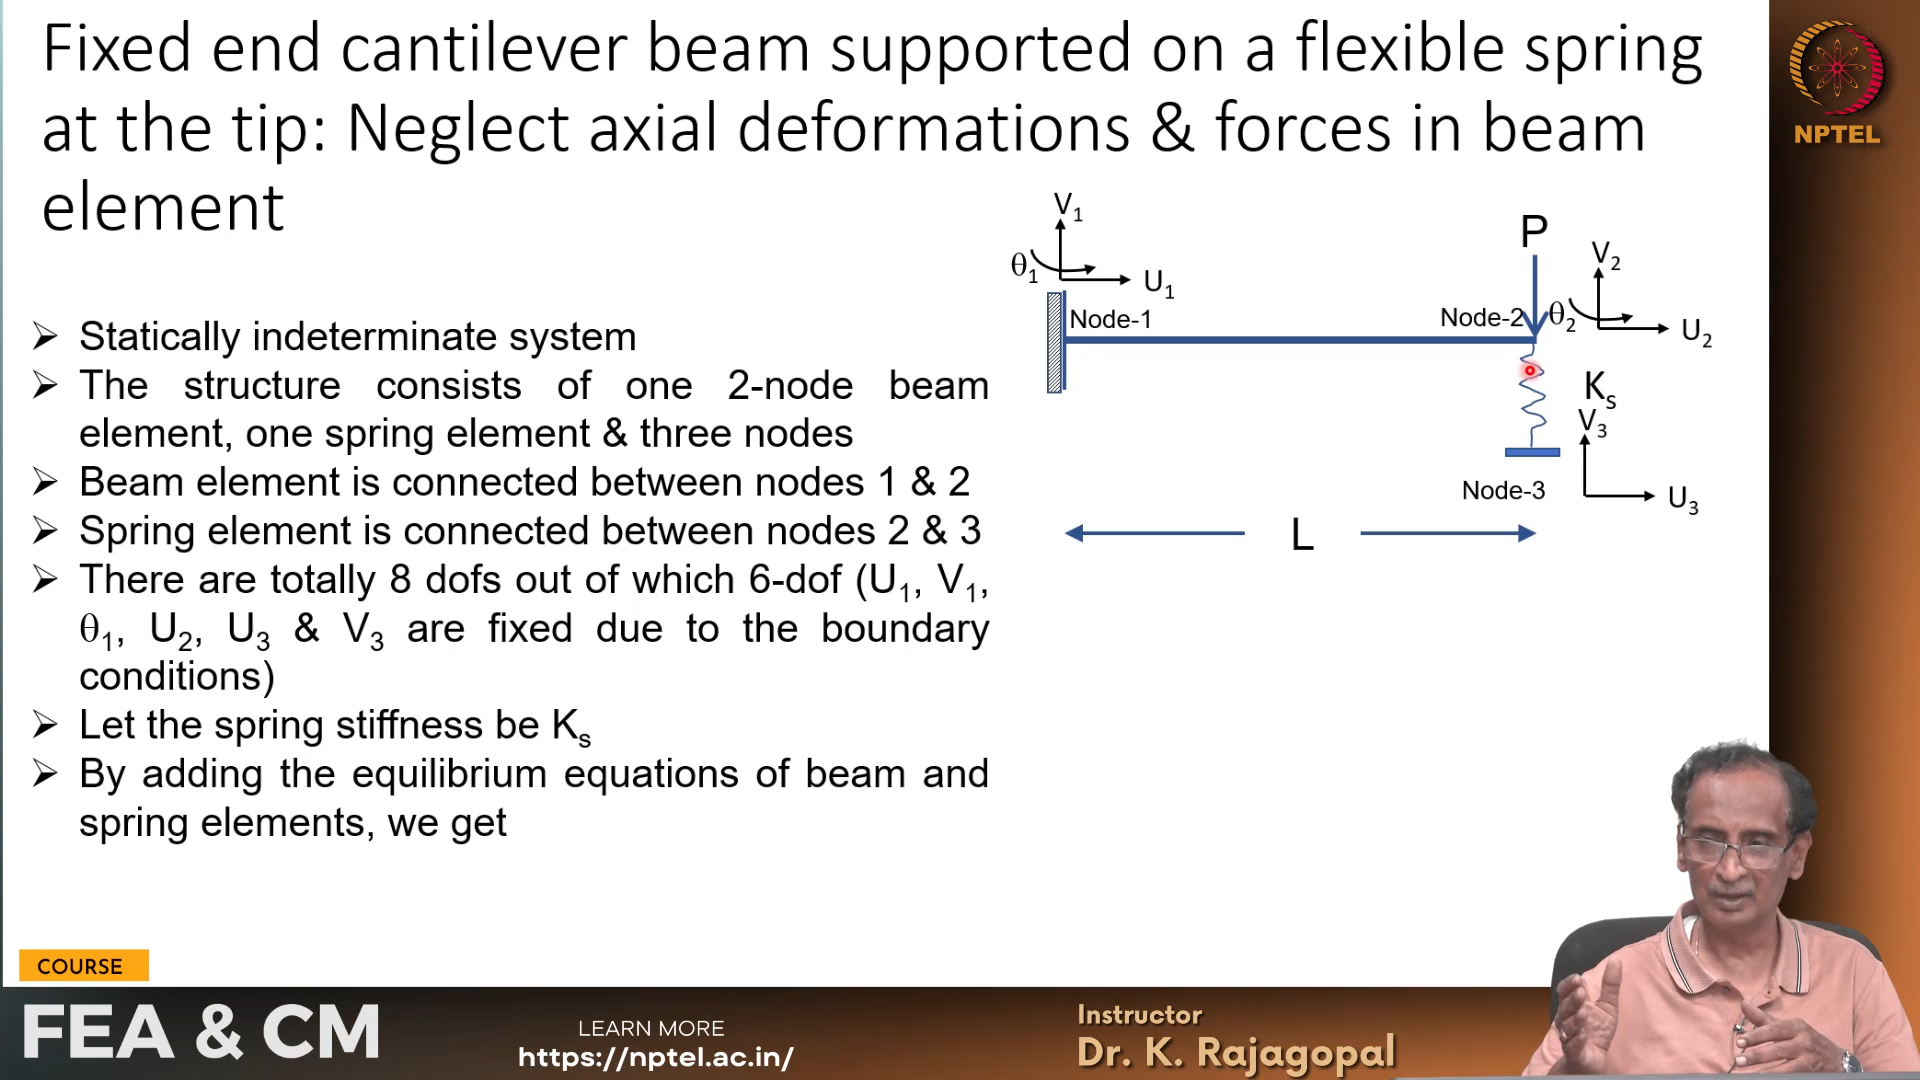 Fixed end cantilever beam supported on a flexible spring
at the tip: Neglect axial deformations & forces in beam
element
NPTEL
➢ Statically indeterminate system
➢ The structure consists of one 2-node beam
element, one spring element & three nodes
➢ Beam element is connected between nodes 1 & 2
➢ Spring element is connected between nodes 2 & 3
➢ There are totally 8 dofs out of which 6-dof (U1, V1,
θ1, U2, U3 & V3 are fixed due to the boundary
conditions)
➢ Let the spring stiffness be Ks
➢ By adding the equilibrium equations of beam and
spring elements, we get
V1
θ1
U1
Node-1
P
V2
Node-2
θ2
U2
Ks
V3
Node-3
U3
L
COURSE
FEA & CM
LEARN MORE
https://nptel.ac.in/
Instructor
Dr. K. Rajagopal